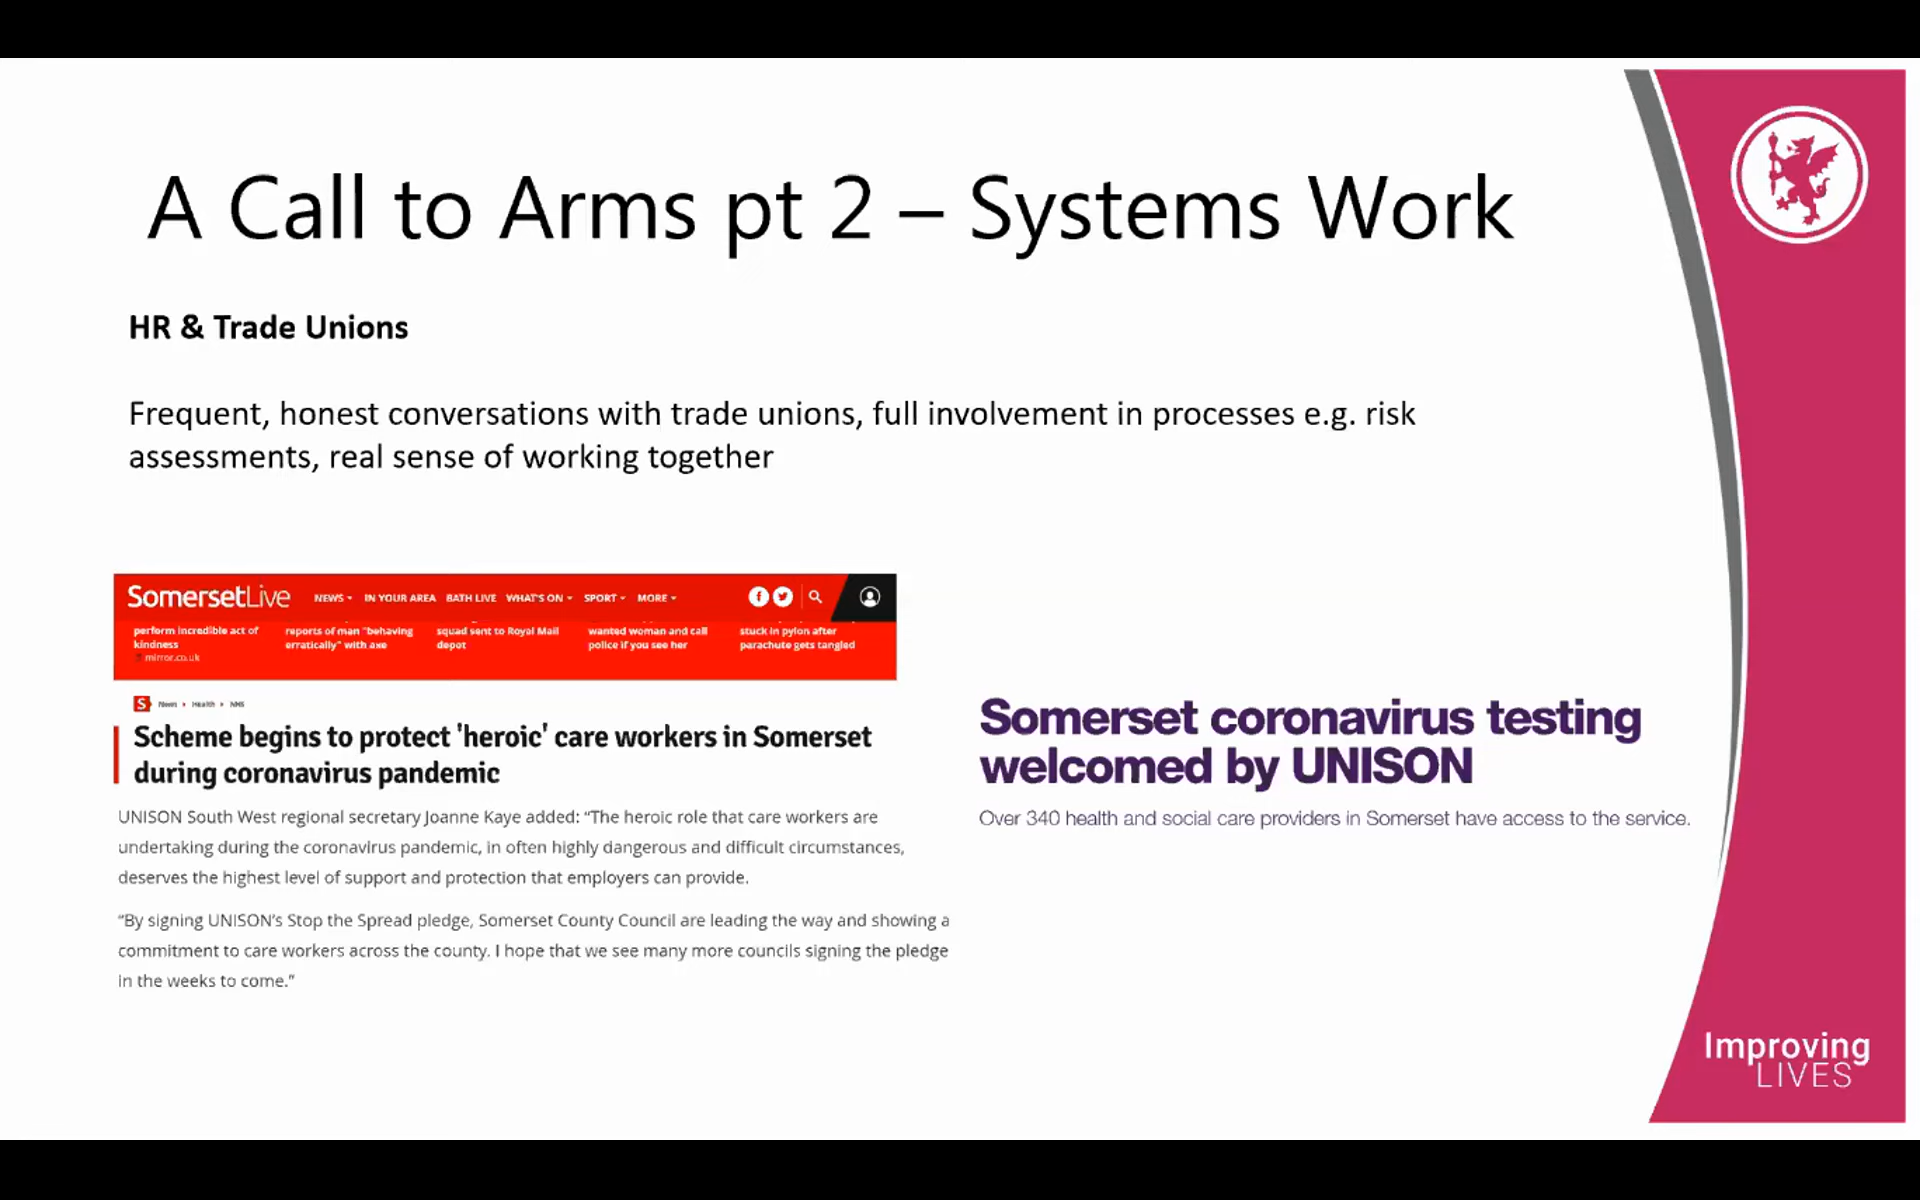 A Call to Arms pt 2 – Systems Work
HR & Trade Unions
Frequent, honest conversations with trade unions, full involvement in processes e.g. risk
assessments, real sense of working together
SomersetLive
NEWS IN YOUR AREA BATH LIVE WHAT'S ON SPORT MORE
perform incredible act of
kindness
mirror.co.uk
reports of man "behaving
erratically" with axe
squad sent to Royal Mail
depot
wanted woman and call
police if you see her
stuck in pylon after
parachute gets tangled
S News Health NHS
Scheme begins to protect 'heroic' care workers in Somerset
during coronavirus pandemic
UNISON South West regional secretary Joanne Kaye added: “The heroic role that care workers are
undertaking during the coronavirus pandemic, in often highly dangerous and difficult circumstances,
deserves the highest level of support and protection that employers can provide.
“By signing UNISON’s Stop the Spread pledge, Somerset County Council are leading the way and showing a
commitment to care workers across the county. I hope that we see many more councils signing the pledge
in the weeks to come.”
Somerset coronavirus testing
welcomed by UNISON
Over 340 health and social care providers in Somerset have access to the service.
Improving
LIVES